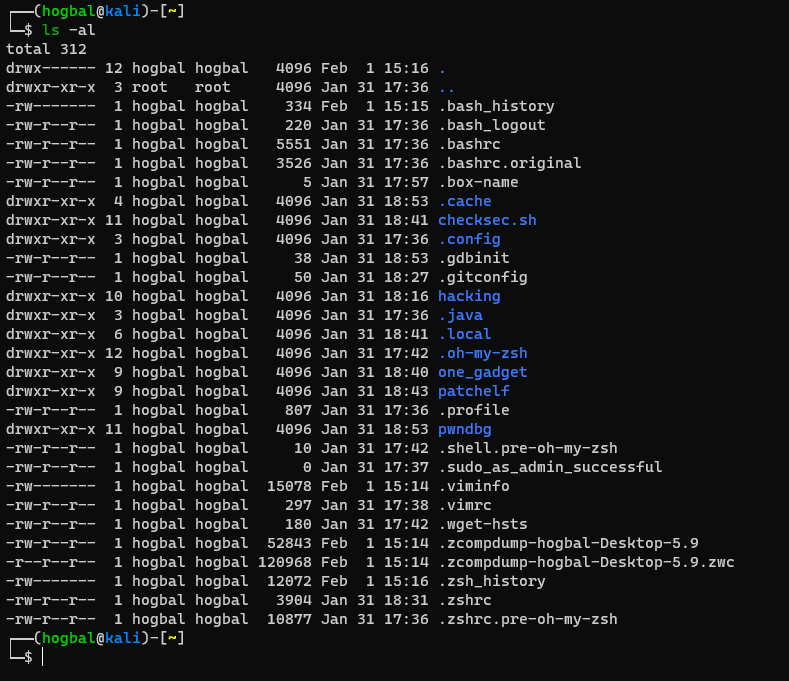 ┌──(hogbal@kali)-[~]
└─$ ls -al
total 312
drwx------ 12 hogbal hogbal   4096 Feb  1 15:16 .
drwxr-xr-x  3 root   root     4096 Jan 31 17:36 ..
-rw-------  1 hogbal hogbal    334 Feb  1 15:15 .bash_history
-rw-r--r--  1 hogbal hogbal    220 Jan 31 17:36 .bash_logout
-rw-r--r--  1 hogbal hogbal   5551 Jan 31 17:36 .bashrc
-rw-r--r--  1 hogbal hogbal   3526 Jan 31 17:36 .bashrc.original
-rw-r--r--  1 hogbal hogbal      5 Jan 31 17:57 .box-name
drwxr-xr-x  4 hogbal hogbal   4096 Jan 31 18:53 .cache
drwxr-xr-x 11 hogbal hogbal   4096 Jan 31 18:41 checksec.sh
drwxr-xr-x  3 hogbal hogbal   4096 Jan 31 17:36 .config
-rw-r--r--  1 hogbal hogbal     38 Jan 31 18:53 .gdbinit
-rw-r--r--  1 hogbal hogbal     50 Jan 31 18:27 .gitconfig
drwxr-xr-x 10 hogbal hogbal   4096 Jan 31 18:16 hacking
drwxr-xr-x  3 hogbal hogbal   4096 Jan 31 17:36 .java
drwxr-xr-x  6 hogbal hogbal   4096 Jan 31 18:41 .local
drwxr-xr-x 12 hogbal hogbal   4096 Jan 31 17:42 .oh-my-zsh
drwxr-xr-x  9 hogbal hogbal   4096 Jan 31 18:40 one_gadget
drwxr-xr-x  9 hogbal hogbal   4096 Jan 31 18:43 patchelf
-rw-r--r--  1 hogbal hogbal    807 Jan 31 17:36 .profile
drwxr-xr-x 11 hogbal hogbal   4096 Jan 31 18:53 pwndbg
-rw-r--r--  1 hogbal hogbal     10 Jan 31 17:42 .shell.pre-oh-my-zsh
-rw-r--r--  1 hogbal hogbal      0 Jan 31 17:37 .sudo_as_admin_successful
-rw-------  1 hogbal hogbal  15078 Feb  1 15:14 .viminfo
-rw-r--r--  1 hogbal hogbal    297 Jan 31 17:38 .vimrc
-rw-r--r--  1 hogbal hogbal    180 Jan 31 17:42 .wget-hsts
-rw-r--r--  1 hogbal hogbal  52843 Feb  1 15:14 .zcompdump-hogbal-Desktop-5.9
-r--r--r--  1 hogbal hogbal 120968 Feb  1 15:14 .zcompdump-hogbal-Desktop-5.9.zwc
-rw-------  1 hogbal hogbal  12072 Feb  1 15:16 .zsh_history
-rw-r--r--  1 hogbal hogbal   3904 Jan 31 18:31 .zshrc
-rw-r--r--  1 hogbal hogbal  10877 Jan 31 17:36 .zshrc.pre-oh-my-zsh
┌──(hogbal@kali)-[~]
└─$